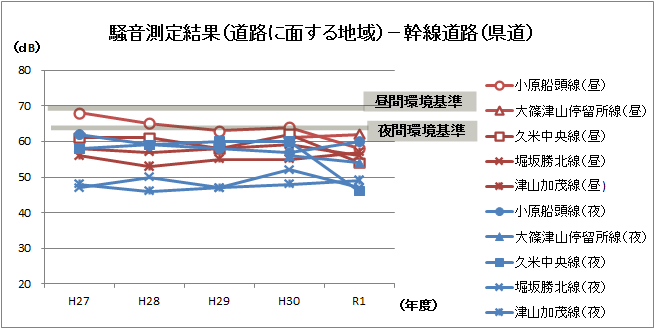 騒音測定結果（道路に面する地域）－幹線道路（県道）
（dB）
80
70
60
50
40
30
20
昼間環境基準
夜間環境基準
H27
H28
H29
H30
R1
（年度）
小原船頭線（昼）
大篠津山停留所線（昼）
久米中央線（昼）
堀坂勝北線（昼）
津山加茂線（昼）
小原船頭線（夜）
大篠津山停留所線（夜）
久米中央線（夜）
堀坂勝北線（夜）
津山加茂線（夜）